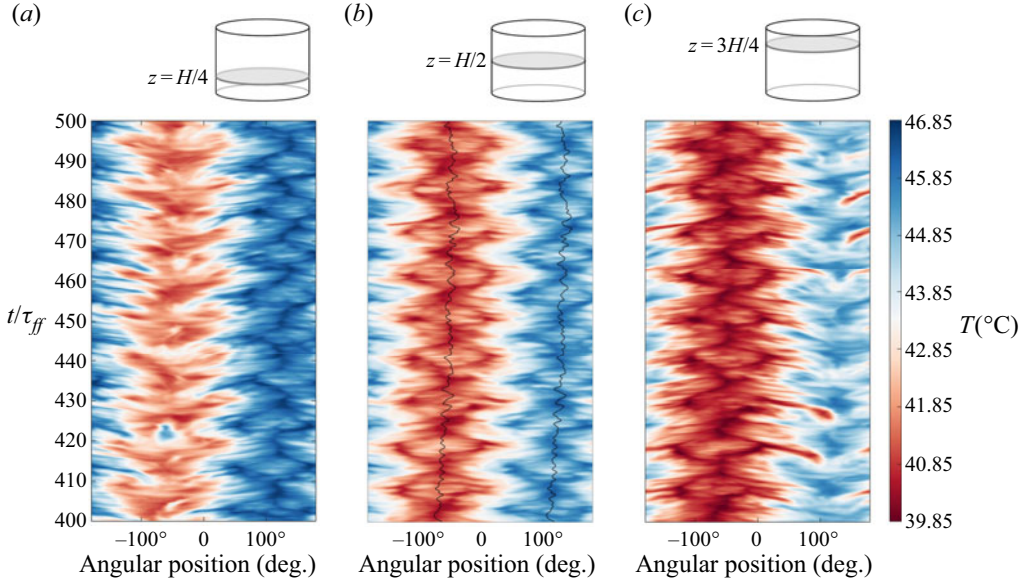 (a) (b) (c)
z = H/4
z = H/2
z = 3H/4
500
490
480
470
460
450
440
430
420
410
400
t/τff
–100° 0 100°
–100° 0 100°
–100° 0 100°
Angular position (deg.)
Angular position (deg.)
Angular position (deg.)
46.85
45.85
44.85
43.85
42.85
41.85
40.85
39.85
T(°C)